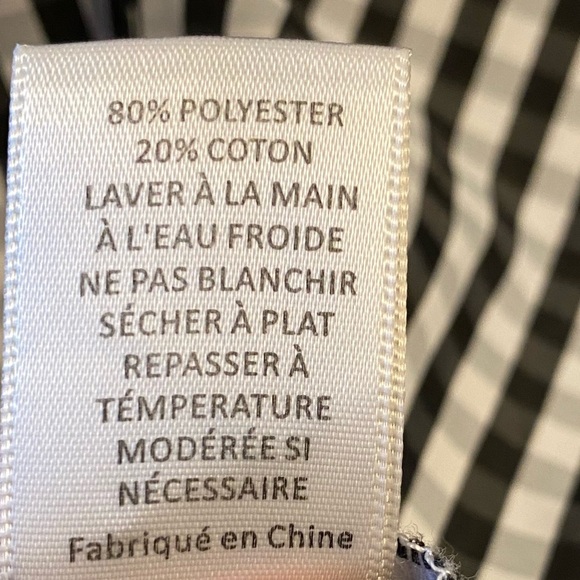 80% POLYESTER
20% COTON
LAVER À LA MAIN
À L'EAU FROIDE
NE PAS BLANCHIR
SÉCHER À PLAT
REPASSER À
TÉMPERATURE
MODÉRÉE SI
NÉCESSAIRE
Fabriqué en Chine